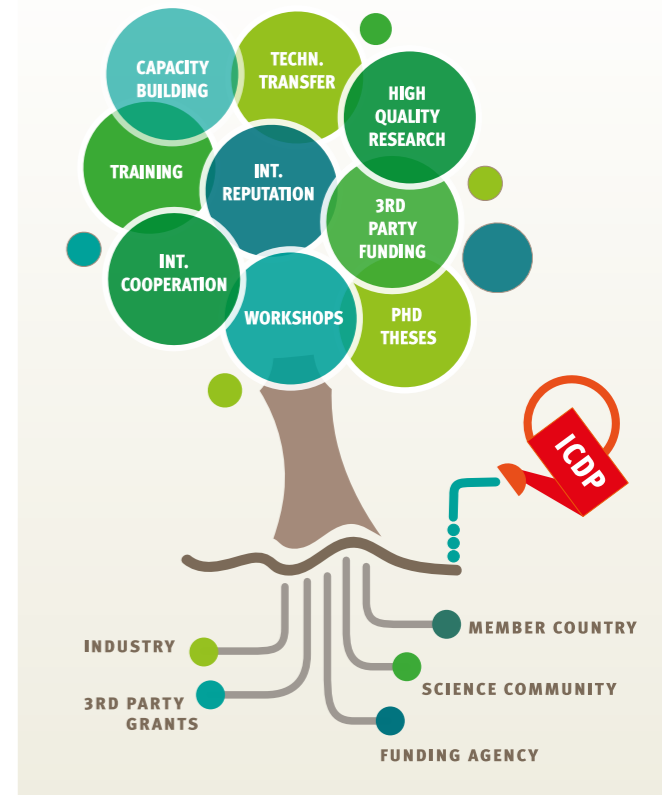 CAPACITY
BUILDING
TECHN.
TRANSFER
HIGH
QUALITY
RESEARCH
TRAINING
INT.
REPUTATION
3RD
PARTY
FUNDING
INT.
COOPERATION
WORKSHOPS
PHD
THESES
ICDP
INDUSTRY
MEMBER COUNTRY
3RD PARTY
GRANTS
SCIENCE COMMUNITY
FUNDING AGENCY